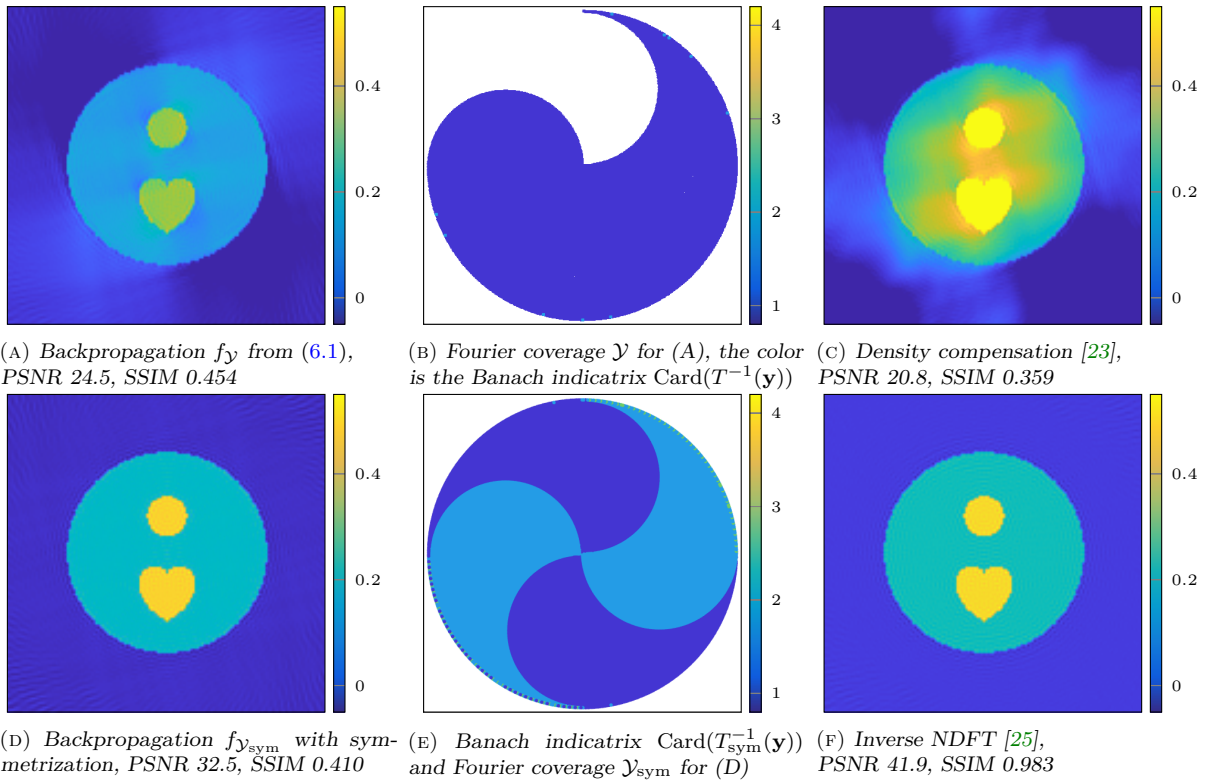 0.4
0.2
0
4
3
2
1
0.4
0.2
0
(A) Backpropagation f𝒴 from (6.1),
PSNR 24.5, SSIM 0.454
(B) Fourier coverage 𝒴 for (A), the color
is the Banach indicatrix Card(T⁻¹(y))
(C) Density compensation [23],
PSNR 20.8, SSIM 0.359
0.4
0.2
0
4
3
2
1
0.4
0.2
0
(D) Backpropagation f𝒴sym with sym-
metrization, PSNR 32.5, SSIM 0.410
(E) Banach indicatrix Card(T⁻¹sym(y))
and Fourier coverage 𝒴sym for (D)
(F) Inverse NDFT [25],
PSNR 41.9, SSIM 0.983